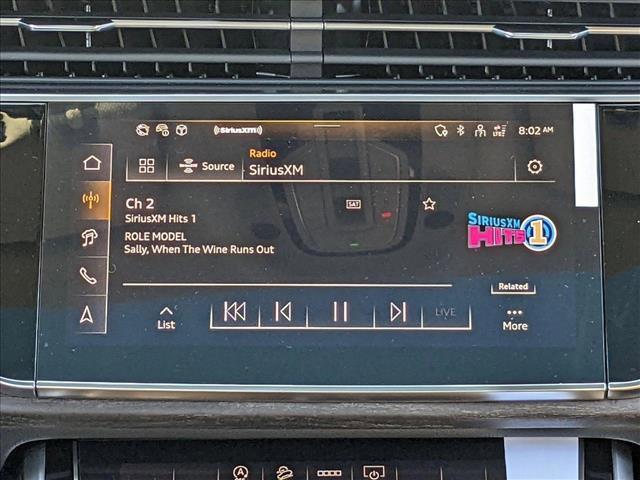 ((SiriusXM))
LTE
8:02 AM
Radio
Source
SiriusXM
Ch 2
SAT
SiriusXM Hits 1
ROLE MODEL
Sally, When The Wine Runs Out
SIRIUSXM
HITS 1
Related
List
LIVE
More